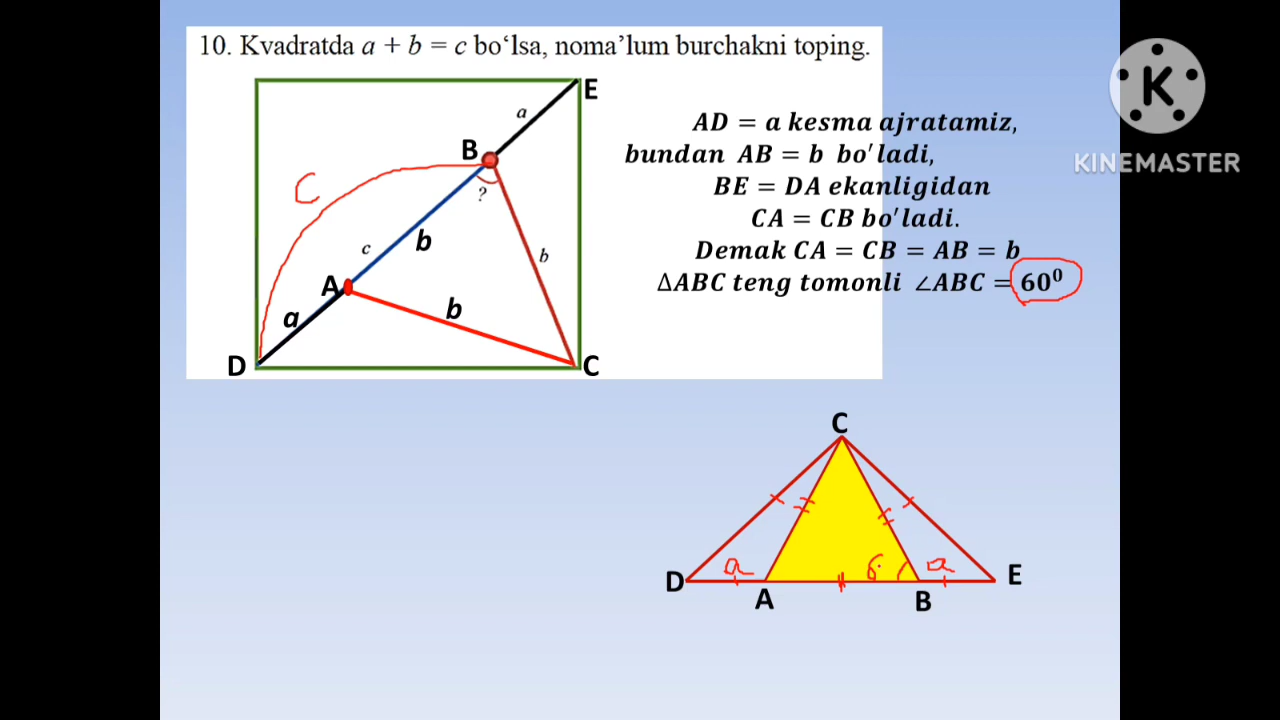 10. Kvadratda a + b = c bo‘lsa, noma’lum burchakni toping.
K
KINEMASTER
E
a
B
C
?
c
b
b
A
a
b
D
C
AD = a kesma ajratamiz,
bundan AB = b bo'ladi,
BE = DA ekanligidan
CA = CB bo'ladi.
Demak CA = CB = AB = b
∆ABC teng tomonli ∠ABC = 60⁰
C
a
a
D
E
A
B